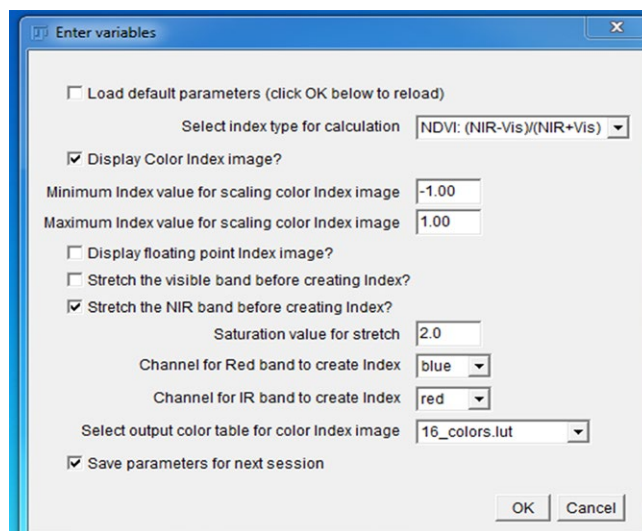 Enter variables
Load default parameters (click OK below to reload)
Select index type for calculation NDVI: (NIR-Vis)/(NIR+Vis)
Display Color Index image?
Minimum Index value for scaling color Index image -1.00
Maximum Index value for scaling color Index image 1.00
Display floating point Index image?
Stretch the visible band before creating Index?
Stretch the NIR band before creating Index?
Saturation value for stretch 2.0
Channel for Red band to create Index blue
Channel for IR band to create Index red
Select output color table for color Index image 16_colors.lut
Save parameters for next session
OK Cancel